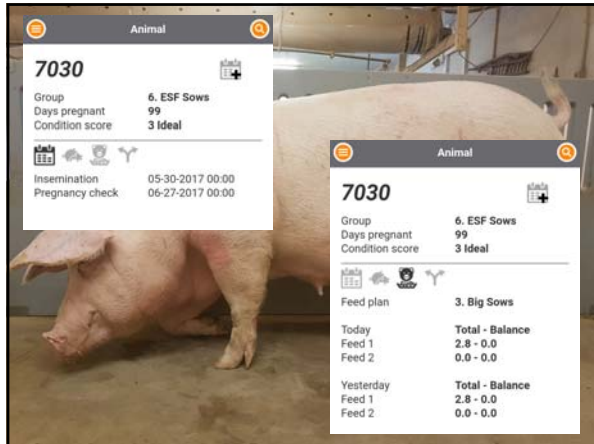 Animal
7030
Group 6. ESF Sows
Days pregnant 99
Condition score 3 Ideal
Insemination 05-30-2017 00:00
Pregnancy check 06-27-2017 00:00
Animal
7030
Group 6. ESF Sows
Days pregnant 99
Condition score 3 Ideal
Feed plan 3. Big Sows
Today Total - Balance
Feed 1 2.8 - 0.0
Feed 2 0.0 - 0.0
Yesterday Total - Balance
Feed 1 2.8 - 0.0
Feed 2 0.0 - 0.0